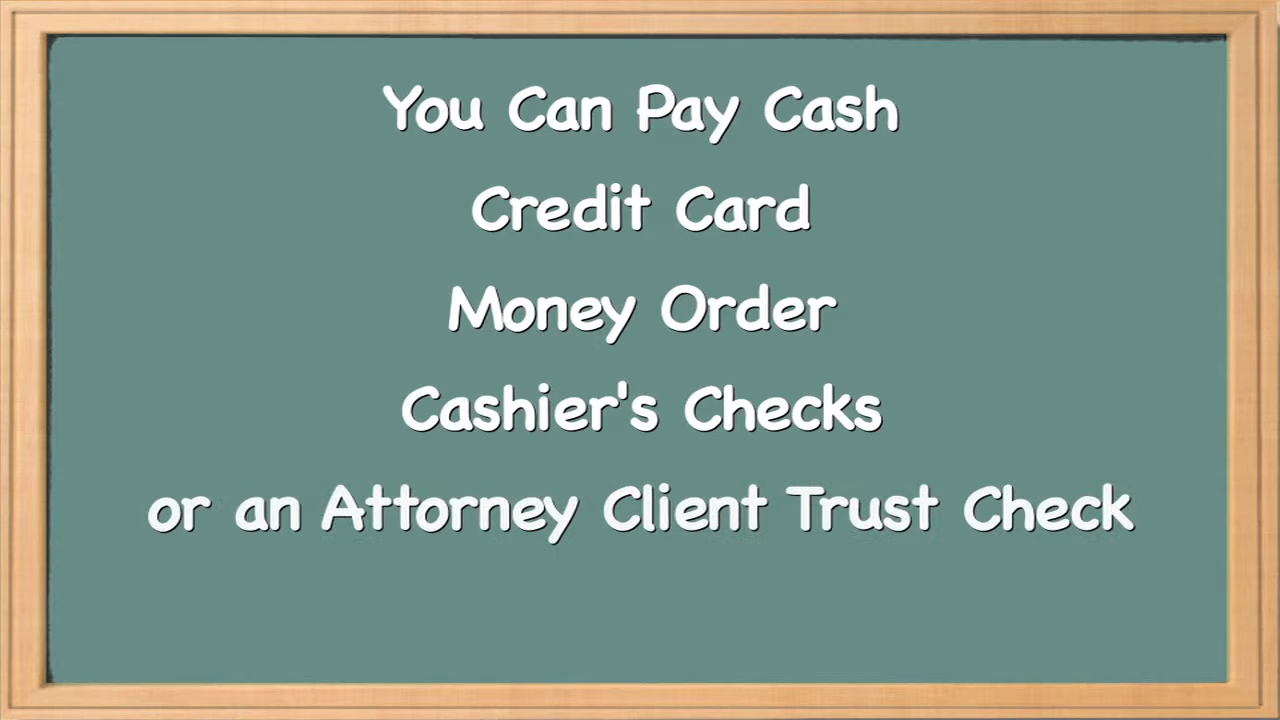 You Can Pay Cash
Credit Card
Money Order
Cashier's Checks
or an Attorney Client Trust Check